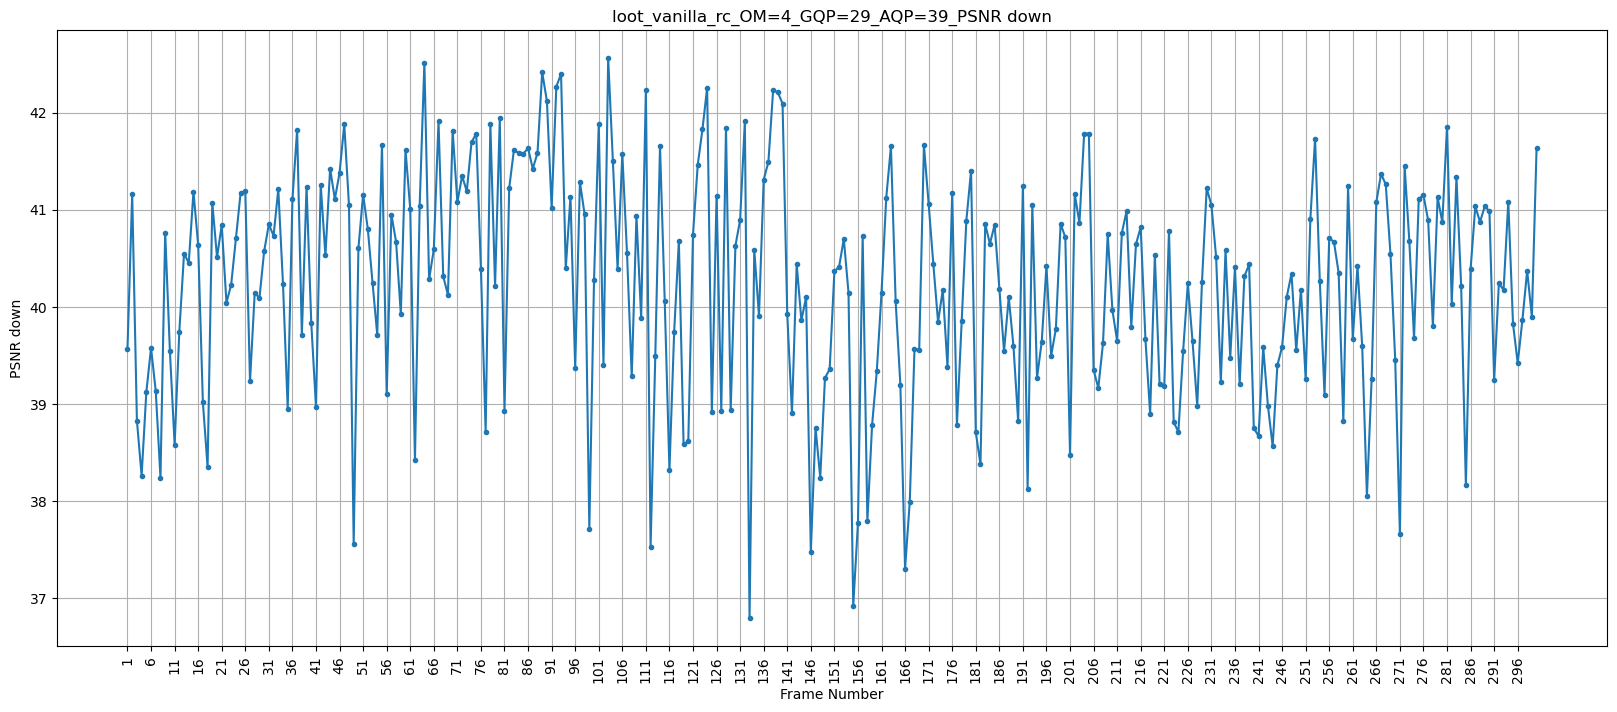 loot_vanilla_rc_OM=4_GQP=29_AQP=39_PSNR down
PSNR down
42
41
40
39
38
37
1 6 11 16 21 26 31 36 41 46 51 56 61 66 71 76 81 86 91 96 101 106 111 116 121 126 131 136 141 146 151 156 161 166 171 176 181 186 191 196 201 206 211 216 221 226 231 236 241 246 251 256 261 266 271 276 281 286 291 296
Frame Number